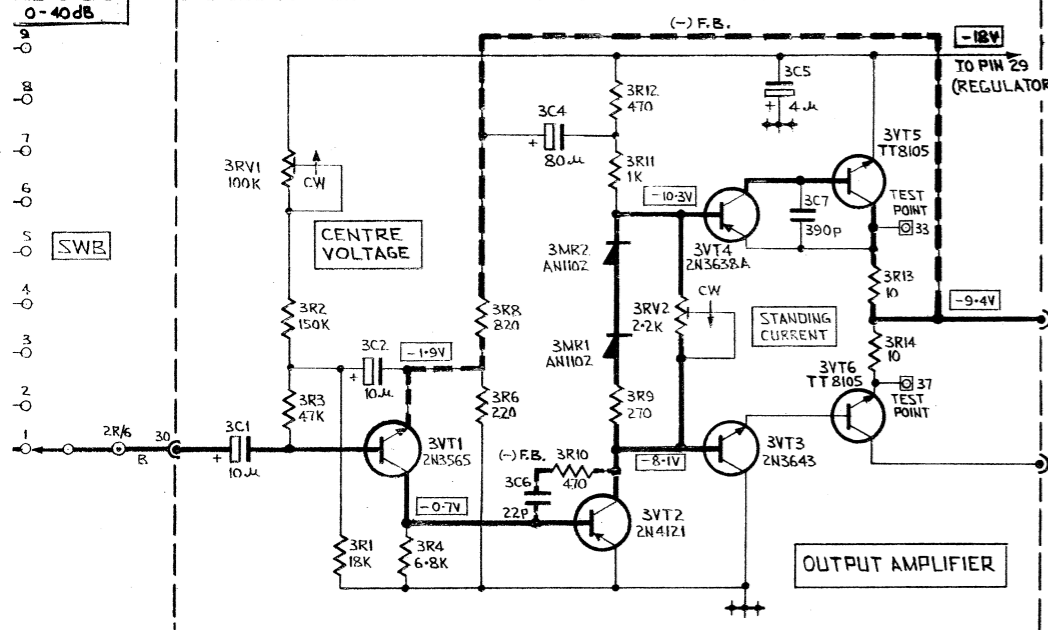 0-40dB
9
8
7
6
5
4
3
2
1
SWB
(-) F.B.
-18V
TO PIN 29
(REGULATOR
3C5
+ 4µ
3R12
470
3C4
+
80µ
3R11
1K
3VT5
TT8105
3RV1
100K
CW
CENTRE
VOLTAGE
-10.3V
3C7
390p
TEST
POINT
33
3VT4
2N3638A
3MR2
AN1102
3R13
10
-9.4V
3R2
150K
3R8
820
CW
3RV2
2.2K
STANDING
CURRENT
3MR1
AN1102
3R14
10
3C2
+
10µ
-1.9V
3VT6
TT8105
37
TEST
POINT
3R3
47K
3R6
220
3R9
270
2R/6
B
30
3C1
+
10µ
3VT1
2N3565
(-) F.B.
3R10
470
-8.1V
3VT3
2N3643
3C6
22P
-0.7V
3VT2
2N4121
3R1
18K
3R4
6.8K
OUTPUT AMPLIFIER